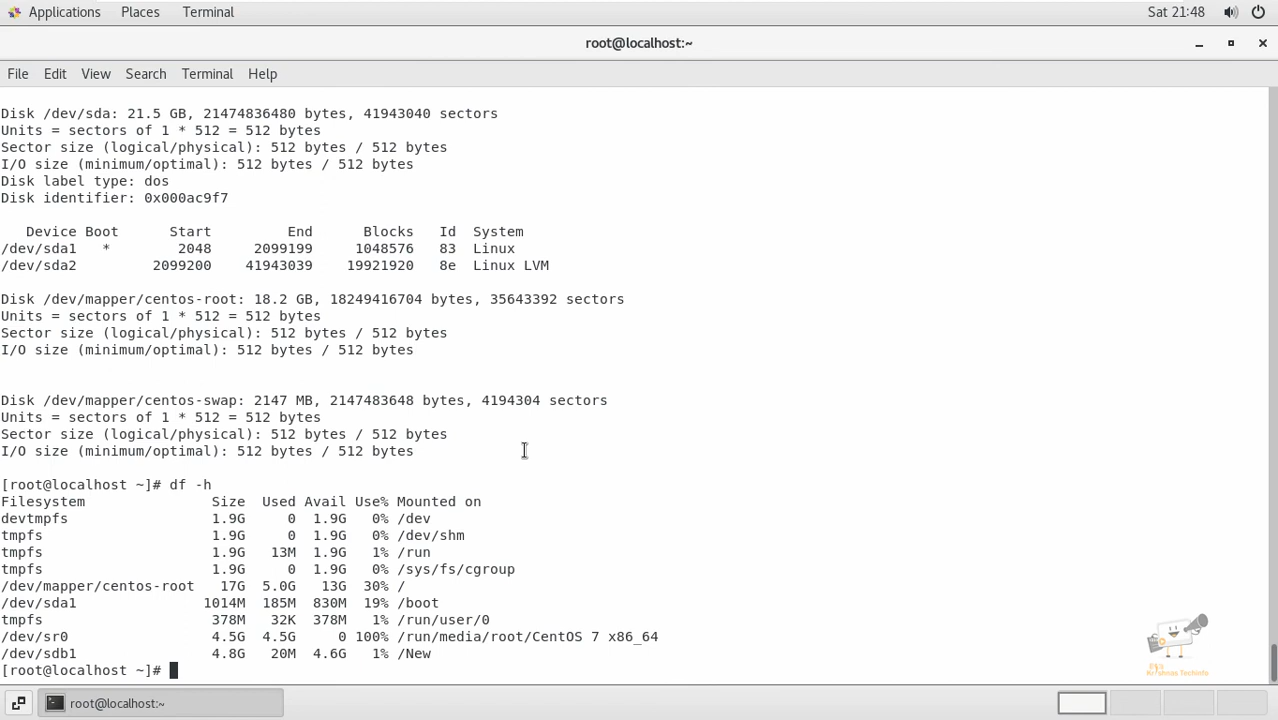 Applications Places Terminal Sat 21:48
root@localhost:~
File Edit View Search Terminal Help
Disk /dev/sda: 21.5 GB, 21474836480 bytes, 41943040 sectors
Units = sectors of 1 * 512 = 512 bytes
Sector size (logical/physical): 512 bytes / 512 bytes
I/O size (minimum/optimal): 512 bytes / 512 bytes
Disk label type: dos
Disk identifier: 0x000ac9f7
Device Boot Start End Blocks Id System
/dev/sda1 * 2048 2099199 1048576 83 Linux
/dev/sda2 2099200 41943039 19921920 8e Linux LVM
Disk /dev/mapper/centos-root: 18.2 GB, 18249416704 bytes, 35643392 sectors
Units = sectors of 1 * 512 = 512 bytes
Sector size (logical/physical): 512 bytes / 512 bytes
I/O size (minimum/optimal): 512 bytes / 512 bytes
Disk /dev/mapper/centos-swap: 2147 MB, 2147483648 bytes, 4194304 sectors
Units = sectors of 1 * 512 = 512 bytes
Sector size (logical/physical): 512 bytes / 512 bytes
I/O size (minimum/optimal): 512 bytes / 512 bytes
[root@localhost ~]# df -h
Filesystem Size Used Avail Use% Mounted on
devtmpfs 1.9G 0 1.9G 0% /dev
tmpfs 1.9G 0 1.9G 0% /dev/shm
tmpfs 1.9G 13M 1.9G 1% /run
tmpfs 1.9G 0 1.9G 0% /sys/fs/cgroup
/dev/mapper/centos-root 17G 5.0G 13G 30% /
/dev/sda1 1014M 185M 830M 19% /boot
tmpfs 378M 32K 378M 1% /run/user/0
/dev/sr0 4.5G 4.5G 0 100% /run/media/root/CentOS 7 x86_64
/dev/sdb1 4.8G 20M 4.6G 1% /New
[root@localhost ~]#
Krishnas Techinfo
root@localhost:~